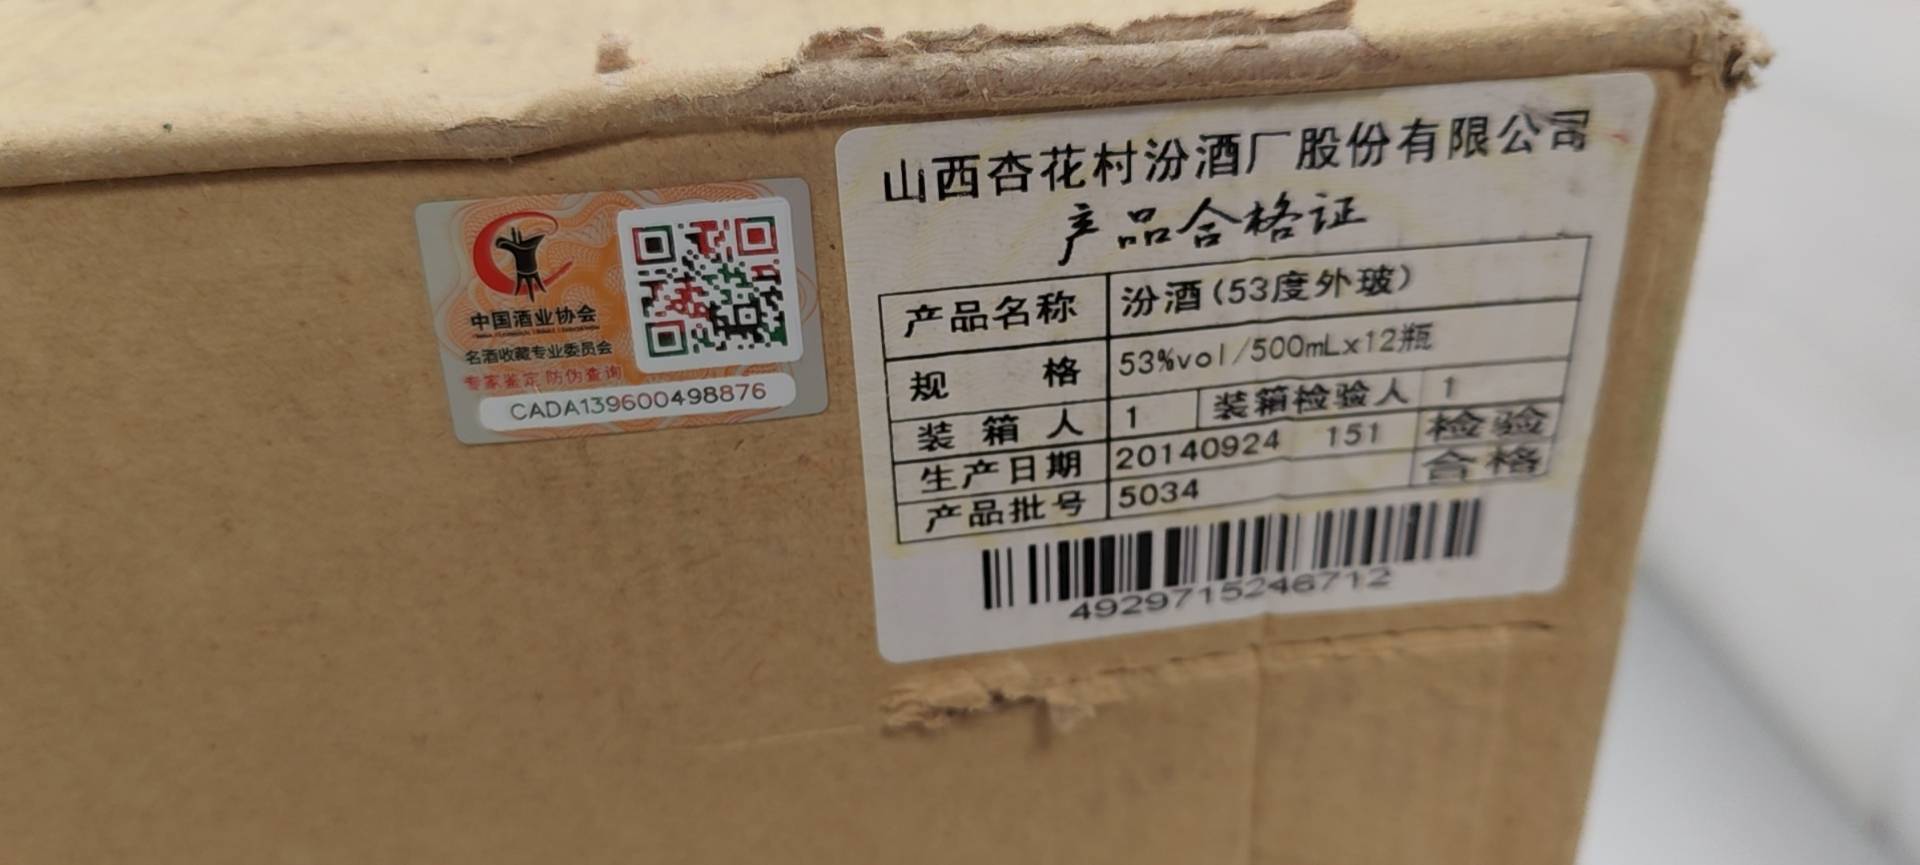 中国酒业协会
名酒收藏专业委员会
专家鉴定 防伪查询
CADA139600498876
山西杏花村汾酒厂股份有限公司
产品合格证
产品名称 汾酒(53度外玻)
规格 53%vol/500mLx12瓶
装箱人 1 装箱检验人 1
生产日期 20140924 151 检验
产品批号 5034 合格
4929715246712